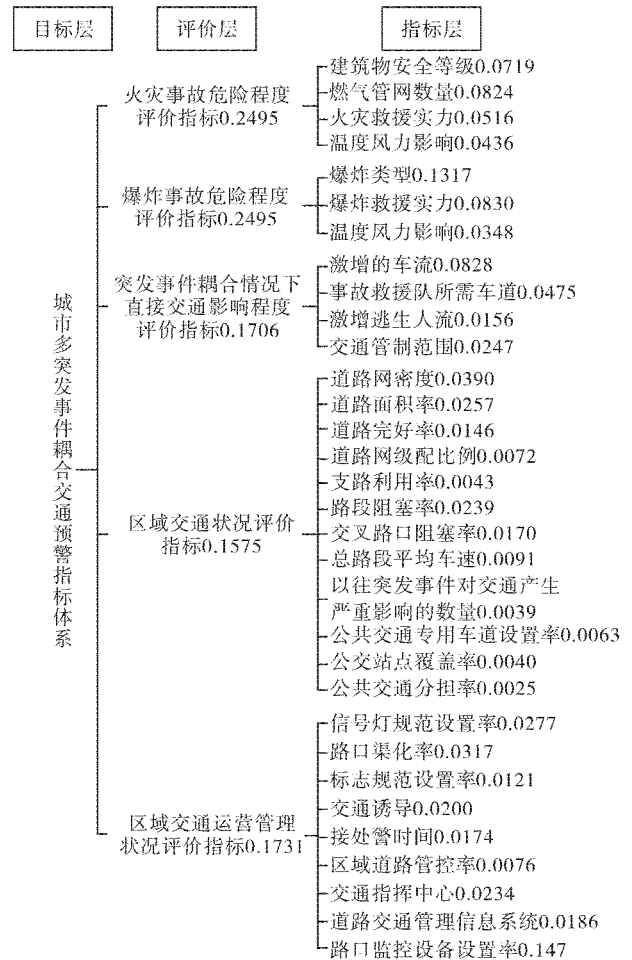 目标层 评价层 指标层
城市多突发事件耦合交通预警指标体系
火灾事故危险程度
评价指标0.2495
建筑物安全等级0.0719
燃气管网数量0.0824
火灾救援实力0.0516
温度风力影响0.0436
爆炸事故危险程度
评价指标0.2495
爆炸类型0.1317
爆炸救援实力0.0830
温度风力影响0.0348
突发事件耦合情况下
直接交通影响程度
评价指标0.1706
激增的车流0.0828
事故救援队所需车道0.0475
激增逃生人流0.0156
交通管制范围0.0247
区域交通状况评价
指标0.1575
道路网密度0.0390
道路面积率0.0257
道路完好率0.0146
道路网级配比例0.0072
支路利用率0.0043
路段阻塞率0.0239
交叉路口阻塞率0.0170
总路段平均车速0.0091
以往突发事件对交通产生
严重影响的数量0.0039
公共交通专用车道设置率0.0063
公交站点覆盖率0.0040
公共交通分担率0.0025
区域交通运营管理
状况评价指标0.1731
信号灯规范设置率0.0277
路口渠化率0.0317
标志规范设置率0.0121
交通诱导0.0200
接处警时间0.0174
区域道路管控率0.0076
交通指挥中心0.0234
道路交通管理信息系统0.0186
路口监控设备设置率0.147